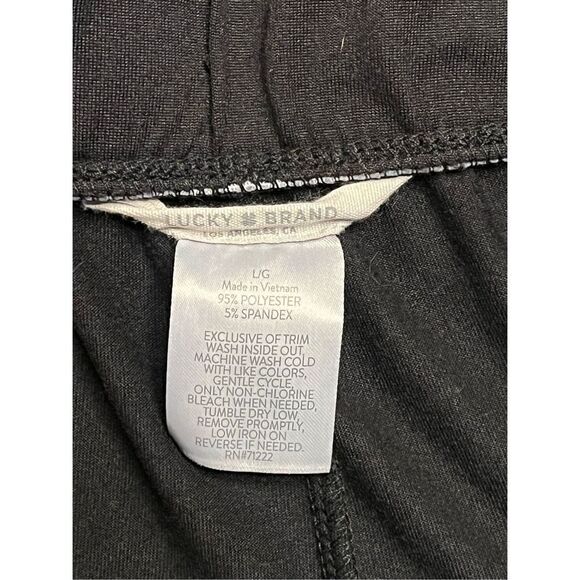 LUCKY BRAND
LOS ANGELES, CA
L/G
Made in Vietnam
95% POLYESTER
5% SPANDEX
EXCLUSIVE OF TRIM
WASH INSIDE OUT,
MACHINE WASH COLD
WITH LIKE COLORS,
GENTLE CYCLE,
ONLY NON-CHLORINE
BLEACH WHEN NEEDED,
TUMBLE DRY LOW,
REMOVE PROMPTLY,
LOW IRON ON
REVERSE IF NEEDED.
RN#71222